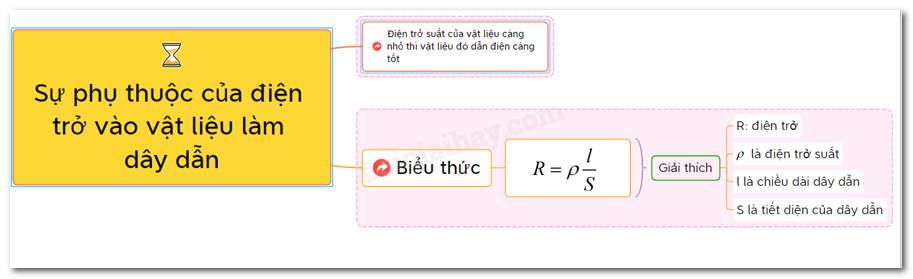 Sự phụ thuộc của điện
trở vào vật liệu làm
dây dẫn
Điện trở suất của vật liệu càng
nhỏ thì vật liệu đó dẫn điện càng
tốt
Biểu thức
R = ρ l/S
Giải thích
R: điện trở
ρ là điện trở suất
l là chiều dài dây dẫn
S là tiết diện của dây dẫn